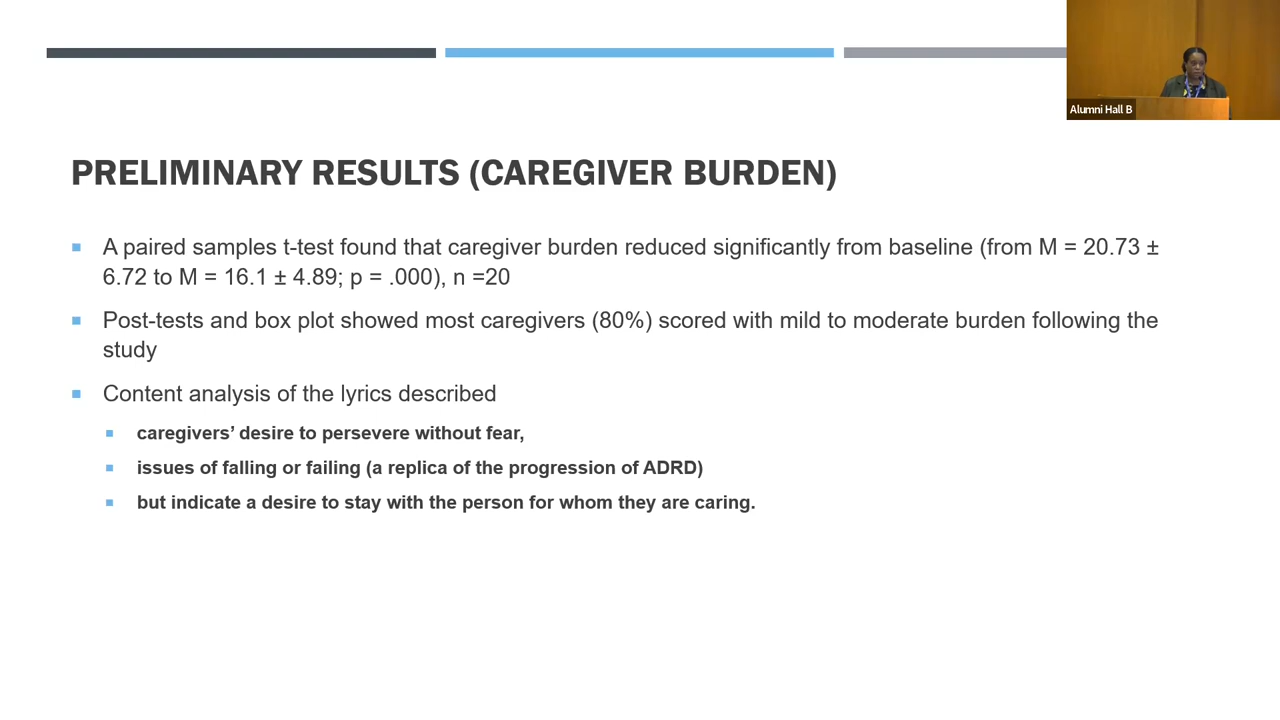 Alumni Hall B
PRELIMINARY RESULTS (CAREGIVER BURDEN)
A paired samples t-test found that caregiver burden reduced significantly from baseline (from M = 20.73 ±
6.72 to M = 16.1 ± 4.89; p = .000), n =20
Post-tests and box plot showed most caregivers (80%) scored with mild to moderate burden following the
study
Content analysis of the lyrics described
caregivers’ desire to persevere without fear,
issues of falling or failing (a replica of the progression of ADRD)
but indicate a desire to stay with the person for whom they are caring.